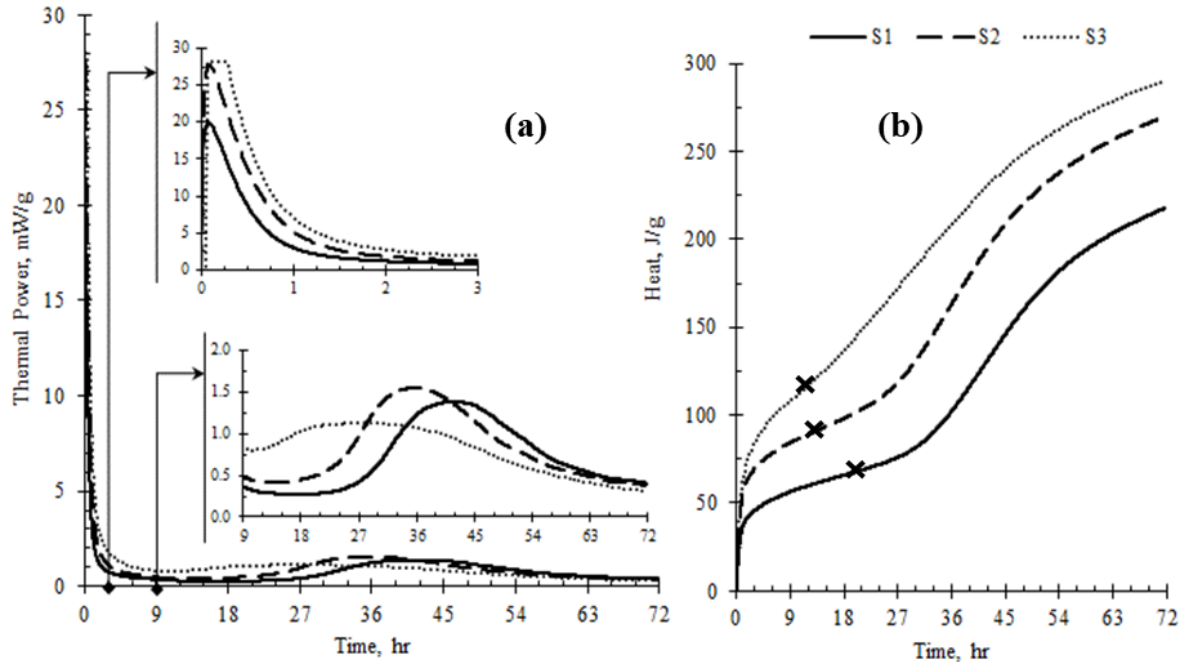 (a)
Thermal Power, mW/g
30
25
20
15
10
5
0
0 9 18 27 36 45 54 63 72
Time, hr
30
25
20
15
10
5
0
0 1 2 3
2.0
1.5
1.0
0.5
0.0
9 18 27 36 45 54 63 72
S1 S2 S3
(b)
Heat, J/g
300
250
200
150
100
50
0
0 9 18 27 36 45 54 63 72
Time, hr